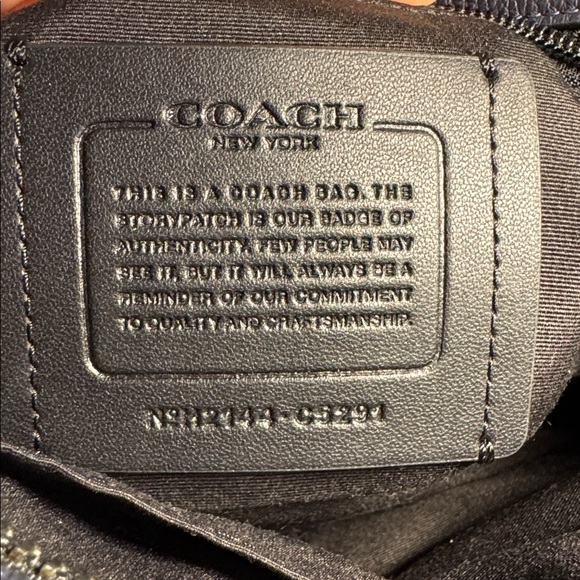 COACH
NEW YORK
THIS IS A COACH BAG. THE
STORYPATCH IS OUR BADGE OF
AUTHENTICITY. FEW PEOPLE MAY
SEE IT, BUT IT WILL ALWAYS BE A
REMINDER OF OUR COMMITMENT
TO QUALITY AND CRAFTSMANSHIP.
Nº H2144-C5291